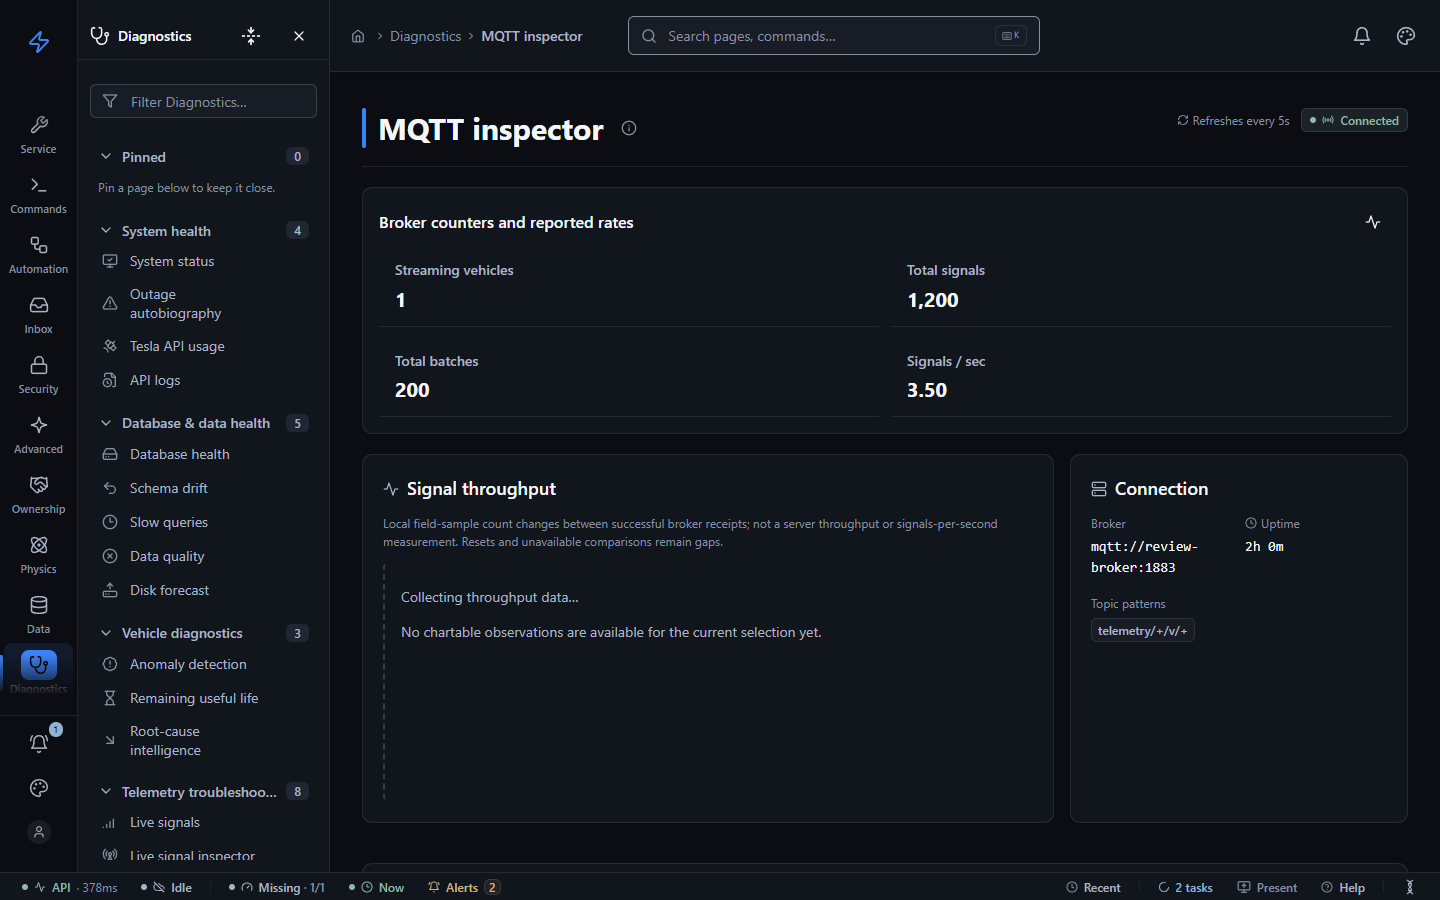 Service
Commands
Automation
Inbox
Security
Advanced
Ownership
Physics
Data
Diagnostics
1
Diagnostics
Filter Diagnostics...
Pinned 0
Pin a page below to keep it close.
System health 4
System status
Outage
autobiography
Tesla API usage
API logs
Database & data health 5
Database health
Schema drift
Slow queries
Data quality
Disk forecast
Vehicle diagnostics 3
Anomaly detection
Remaining useful life
Root-cause
intelligence
Telemetry troubleshoo... 8
Live signals
Live signal inspector
Diagnostics > MQTT inspector
Search pages, commands... K
MQTT inspector
Refreshes every 5s
Connected
Broker counters and reported rates
Streaming vehicles
1
Total signals
1,200
Total batches
200
Signals / sec
3.50
Signal throughput
Local field-sample count changes between successful broker receipts; not a server throughput or signals-per-second
measurement. Resets and unavailable comparisons remain gaps.
Collecting throughput data...
No chartable observations are available for the current selection yet.
Connection
Broker
mqtt://review-
broker:1883
Uptime
2h 0m
Topic patterns
telemetry/+/v/+
API · 378ms
Idle
Missing · 1/1
Now
Alerts 2
Recent
2 tasks
Present
Help